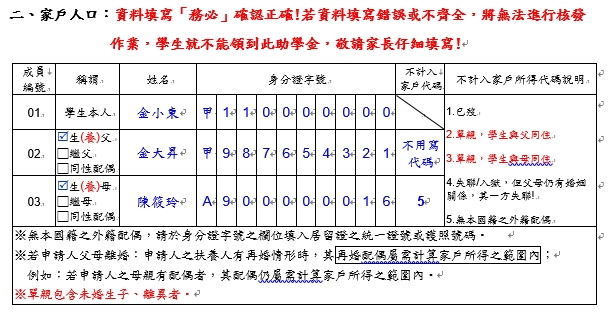 二、家戶人口：資料填寫「務必」確認正確!若資料填寫錯誤或不齊全，將無法進行核發
作業，學生就不能領到此助學金，敬請家長仔細填寫!
成員編號 稱謂 姓名 身分證字號 不計入家戶代碼 不計入家戶所得代碼說明
01 學生本人 金小東 甲 1 1 0 0 0 0 0 0 0
02 ☑生(養)父 □繼父 □同性配偶 金大昇 甲 9 8 7 6 5 4 3 2 1 不用寫代碼
03 ☑生(養)母 □繼母 □同性配偶 陳筱玲 A 9 0 0 0 0 0 0 1 6 5
1.已歿
2.單親，學生與父同住
3.單親，學生與母同住
4.失聯/入獄，但父母仍有婚姻
關係，其一方失聯!
5.無本國籍之外籍配偶
※無本國籍之外籍配偶，請於身分證字號之欄位填入居留證之統一證號或護照號碼。
※若申請人父母離婚：申請人之扶養人有再婚情形時，其再婚配偶屬需計算家戶所得之範圍內；
例如：若申請人之母親有配偶者，其配偶仍屬需計算家戶所得之範圍內。
※單親包含未婚生子、離異者。